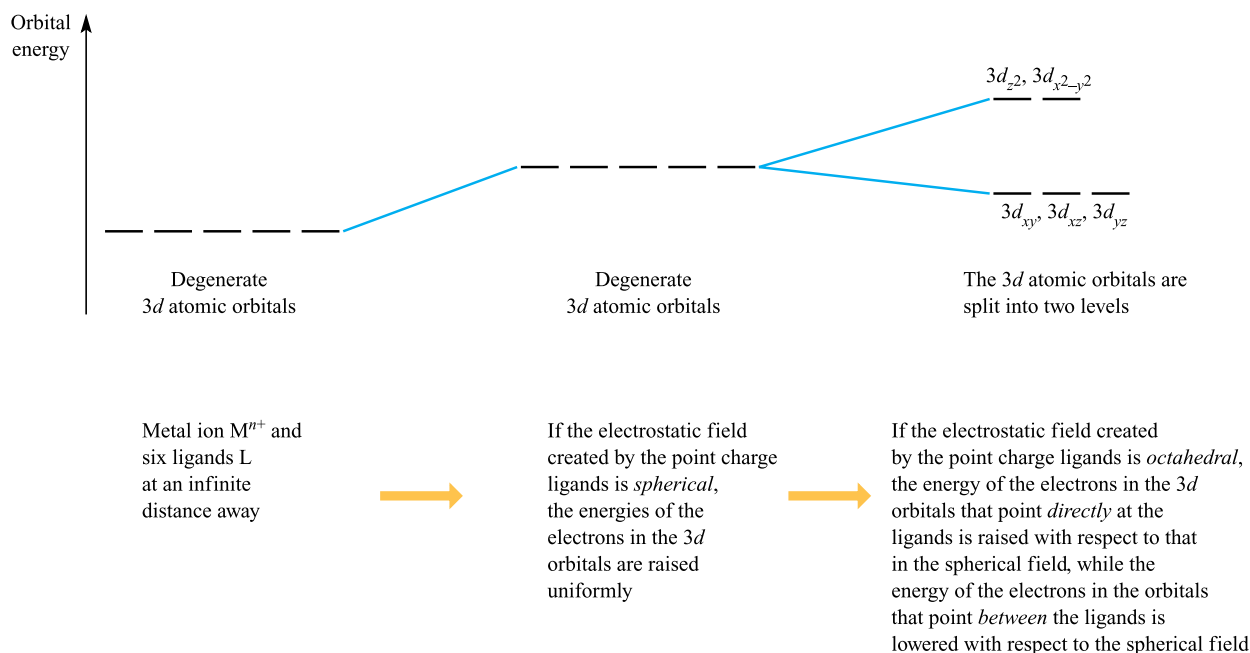 Orbital
energy
3d_z², 3d_x²–y²
3d_xy, 3d_xz, 3d_yz
Degenerate
3d atomic orbitals
Degenerate
3d atomic orbitals
The 3d atomic orbitals are
split into two levels
Metal ion Mⁿ⁺ and
six ligands L
at an infinite
distance away
If the electrostatic field
created by the point charge
ligands is spherical,
the energies of the
electrons in the 3d
orbitals are raised
uniformly
If the electrostatic field created
by the point charge ligands is octahedral,
the energy of the electrons in the 3d
orbitals that point directly at the
ligands is raised with respect to that
in the spherical field, while the
energy of the electrons in the orbitals
that point between the ligands is
lowered with respect to the spherical field